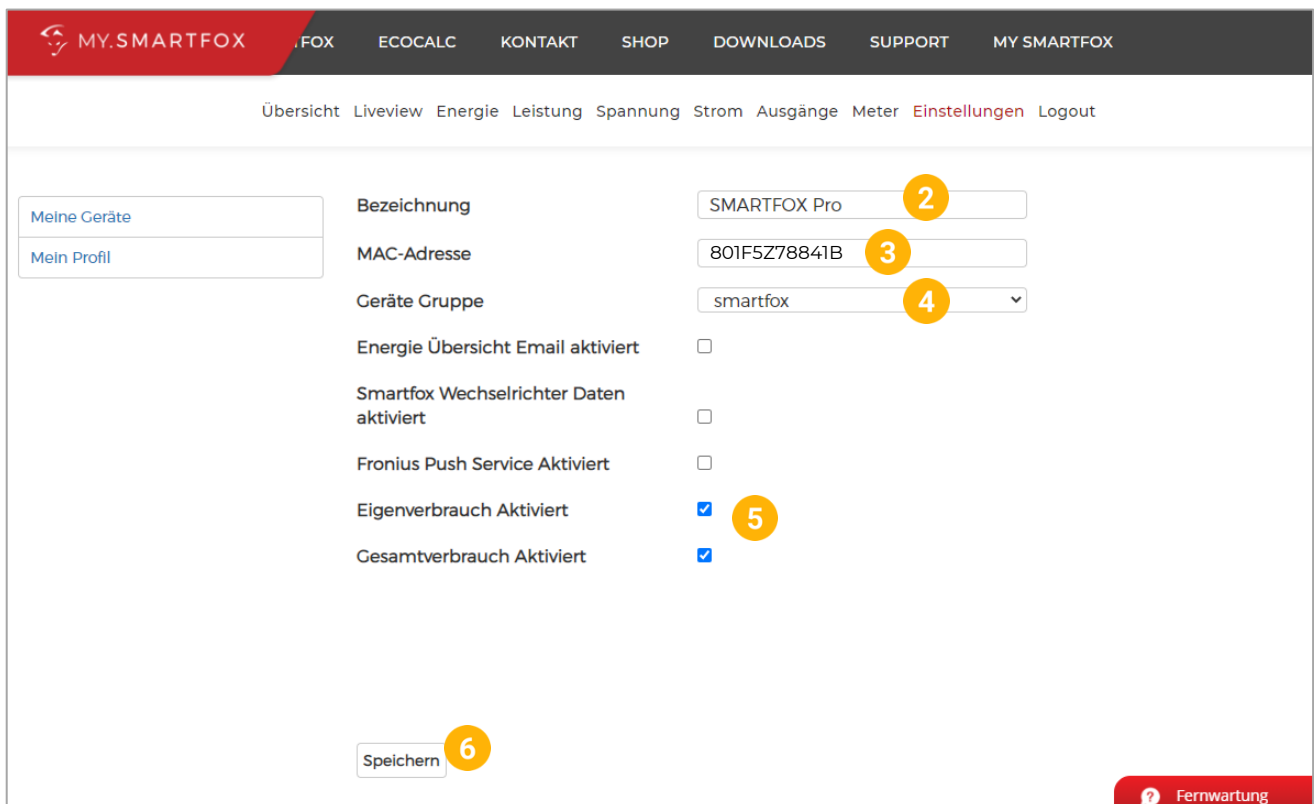 MY.SMARTFOX FOX ECOCALC KONTAKT SHOP DOWNLOADS SUPPORT MY SMARTFOX
Übersicht Liveview Energie Leistung Spannung Strom Ausgänge Meter Einstellungen Logout
Meine Geräte
Mein Profil
Bezeichnung SMARTFOX Pro 2
MAC-Adresse 801F5Z78841B 3
Geräte Gruppe smartfox 4
Energie Übersicht Email aktiviert
Smartfox Wechselrichter Daten
aktiviert
Fronius Push Service Aktiviert
Eigenverbrauch Aktiviert 5
Gesamtverbrauch Aktiviert
Speichern 6
? Fernwartung